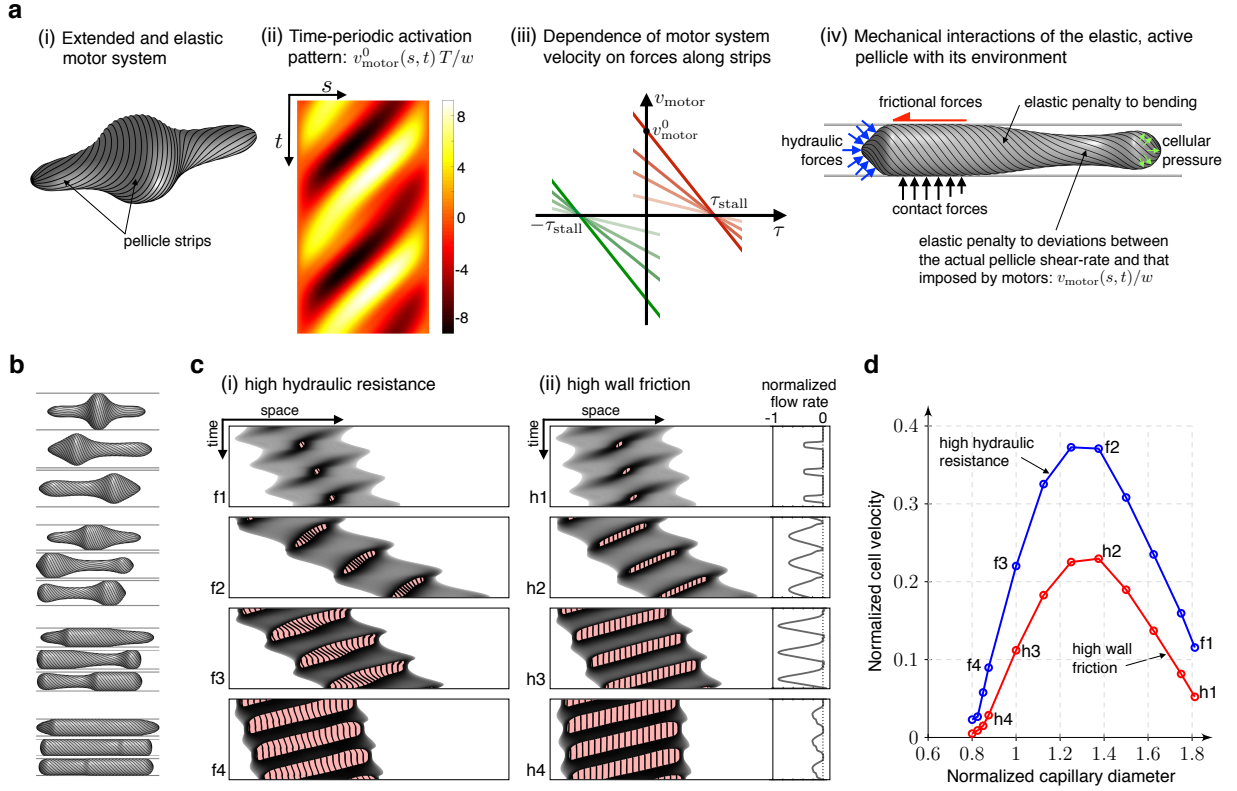 a
(i) Extended and elastic
motor system
pellicle strips
(ii) Time-periodic activation
pattern: v⁰motor(s, t) T/w
s
t
8
4
0
-4
-8
(iii) Dependence of motor system
velocity on forces along strips
vmotor
v⁰motor
τstall
−τstall
τ
(iv) Mechanical interactions of the elastic, active
pellicle with its environment
frictional forces
elastic penalty to bending
hydraulic
forces
cellular
pressure
contact forces
elastic penalty to deviations between
the actual pellicle shear-rate and that
imposed by motors: vmotor(s, t)/w
b
c
(i) high hydraulic resistance
space
time
f1
f2
f3
f4
(ii) high wall friction
space
time
h1
h2
h3
h4
normalized
flow rate
-1
0
d
Normalized cell velocity
0.4
0.3
0.2
0.1
0
0.6
0.8
1
1.2
1.4
1.6
1.8
Normalized capillary diameter
high hydraulic
resistance
f2
f3
f4
f1
h2
h3
h4
h1
high wall
friction